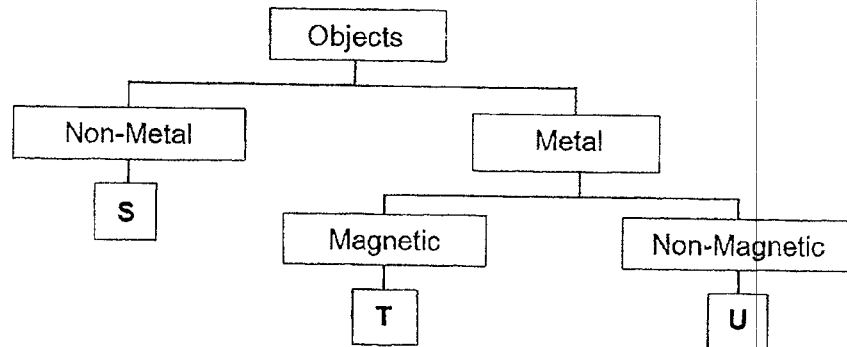 Objects
Non-Metal
Metal
S
Magnetic
Non-Magnetic
T
U